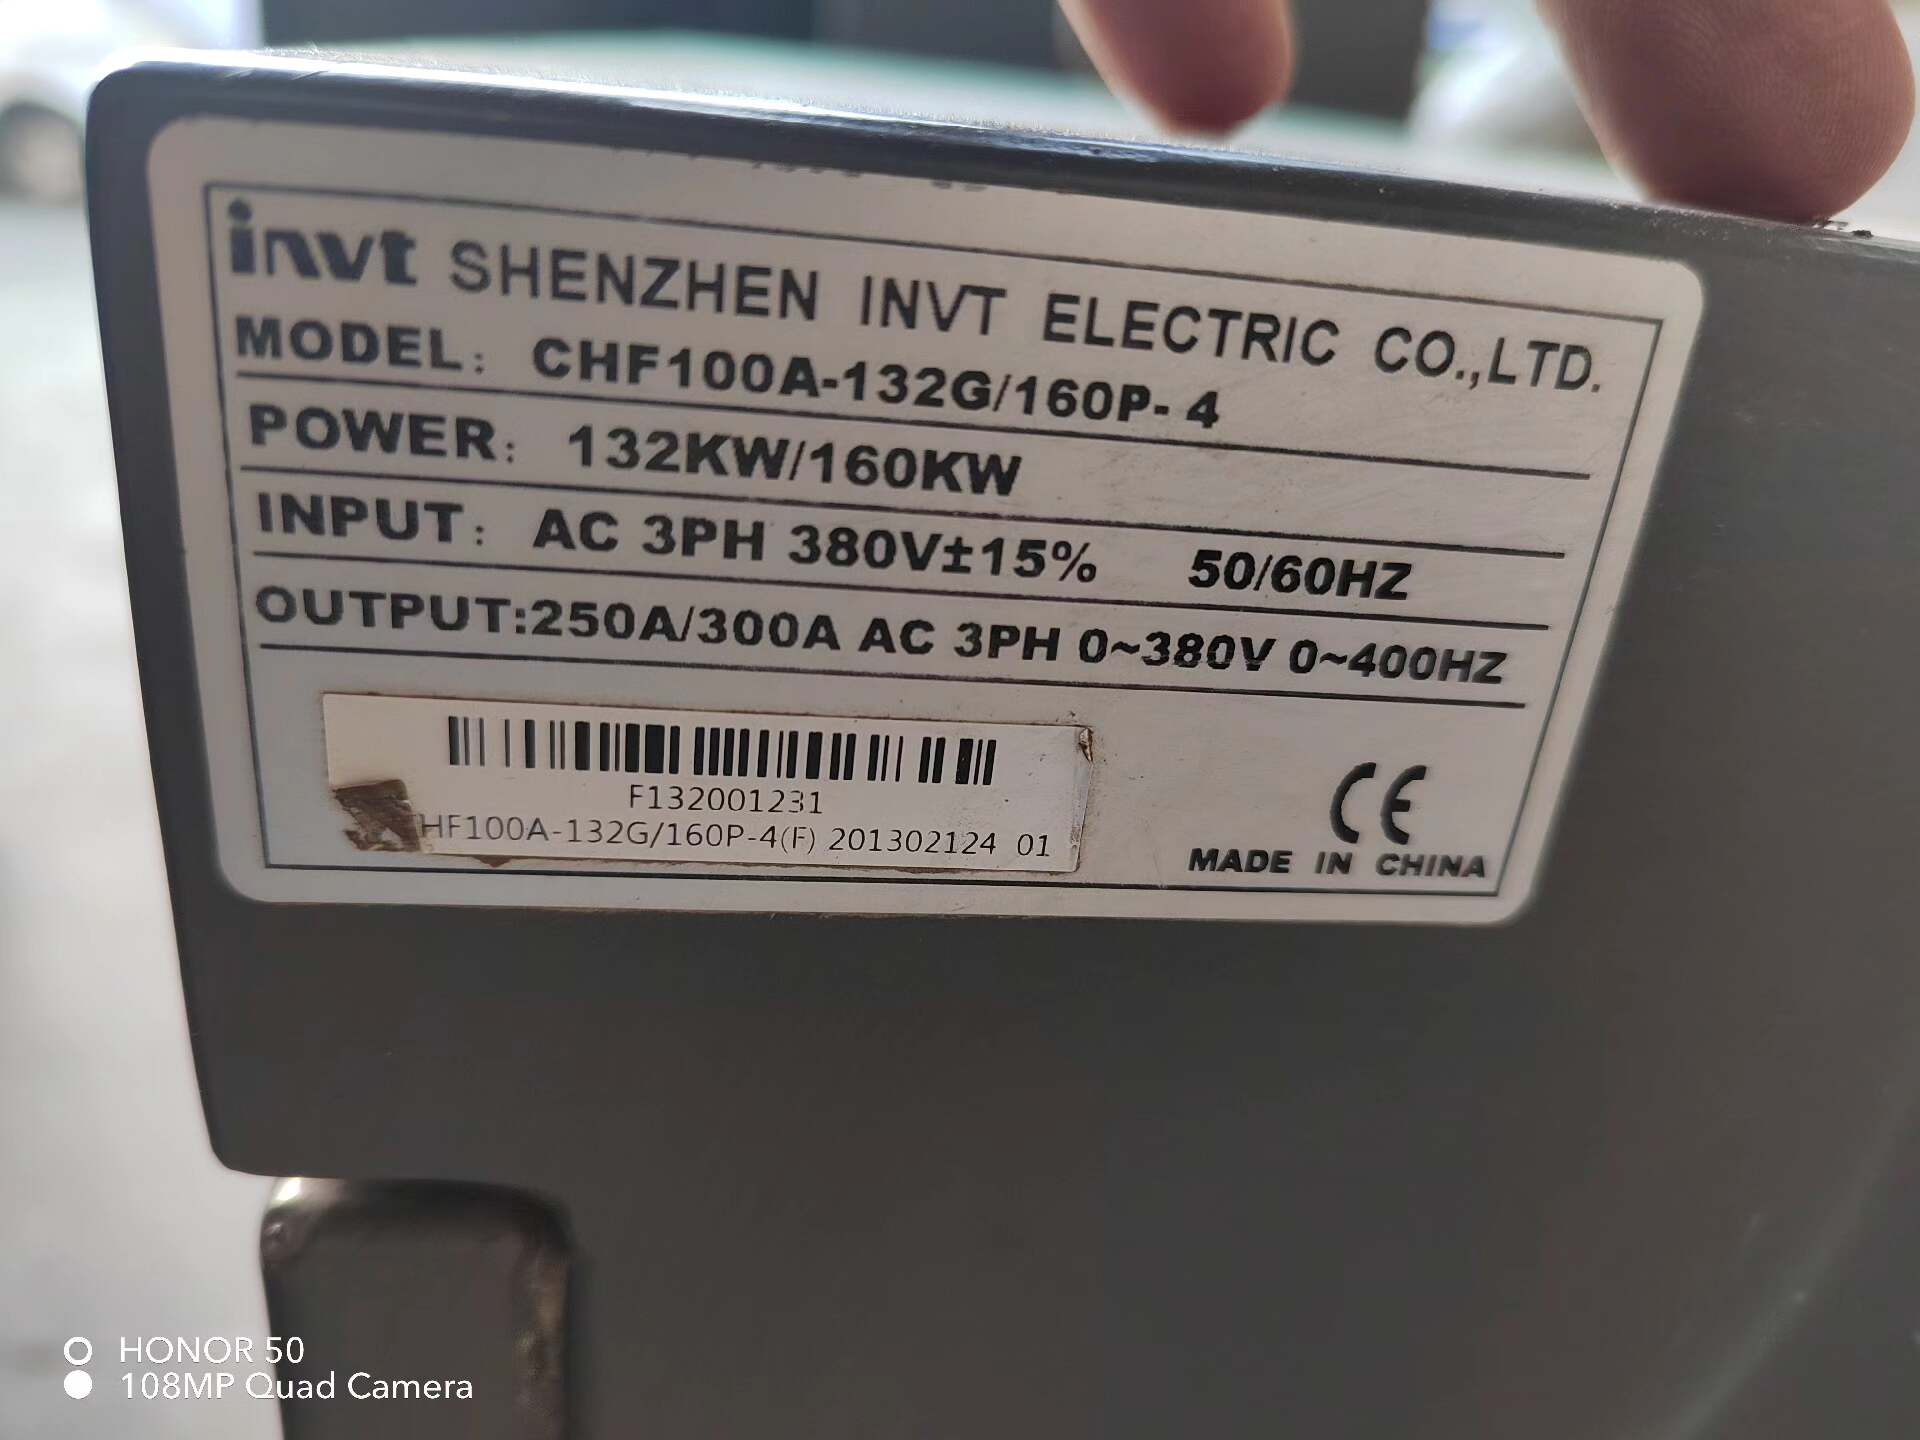 invt SHENZHEN INVT ELECTRIC CO.,LTD.
MODEL: CHF100A-132G/160P-4
POWER: 132KW/160KW
INPUT: AC 3PH 380V±15% 50/60HZ
OUTPUT:250A/300A AC 3PH 0~380V 0~400HZ
F132001231
HF100A-132G/160P-4(F) 201302124 01
CE
MADE IN CHINA
HONOR 50
108MP Quad Camera